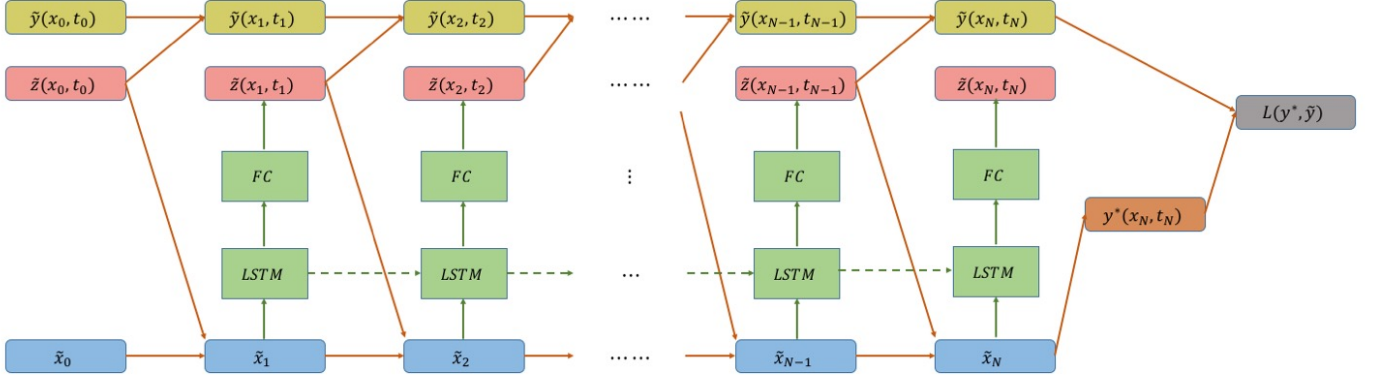 ỹ(x₀, t₀) ỹ(x₁, t₁) ỹ(x₂, t₂) …… ỹ(x_{N−1}, t_{N−1}) ỹ(x_N, t_N)
z̃(x₀, t₀) z̃(x₁, t₁) z̃(x₂, t₂) …… z̃(x_{N−1}, t_{N−1}) z̃(x_N, t_N)
L(y*, ỹ)
FC FC ⋮ FC FC
y*(x_N, t_N)
LSTM LSTM … LSTM LSTM
x̃₀ x̃₁ x̃₂ …… x̃_{N−1} x̃_N